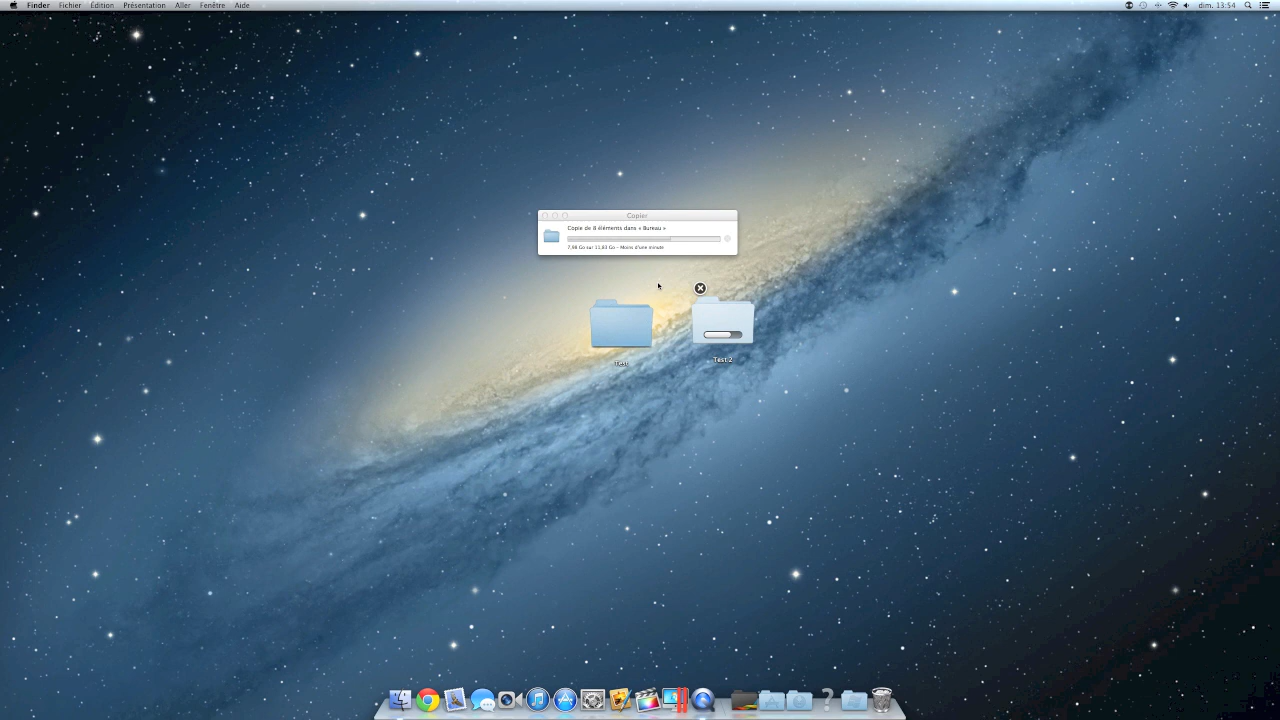 Finder Fichier Édition Présentation Aller Fenêtre Aide dim. 13:54
Copier
Copie de 8 éléments dans « Bureau »
7,98 Go sur 11,83 Go – Moins d'une minute
Test
Test 2